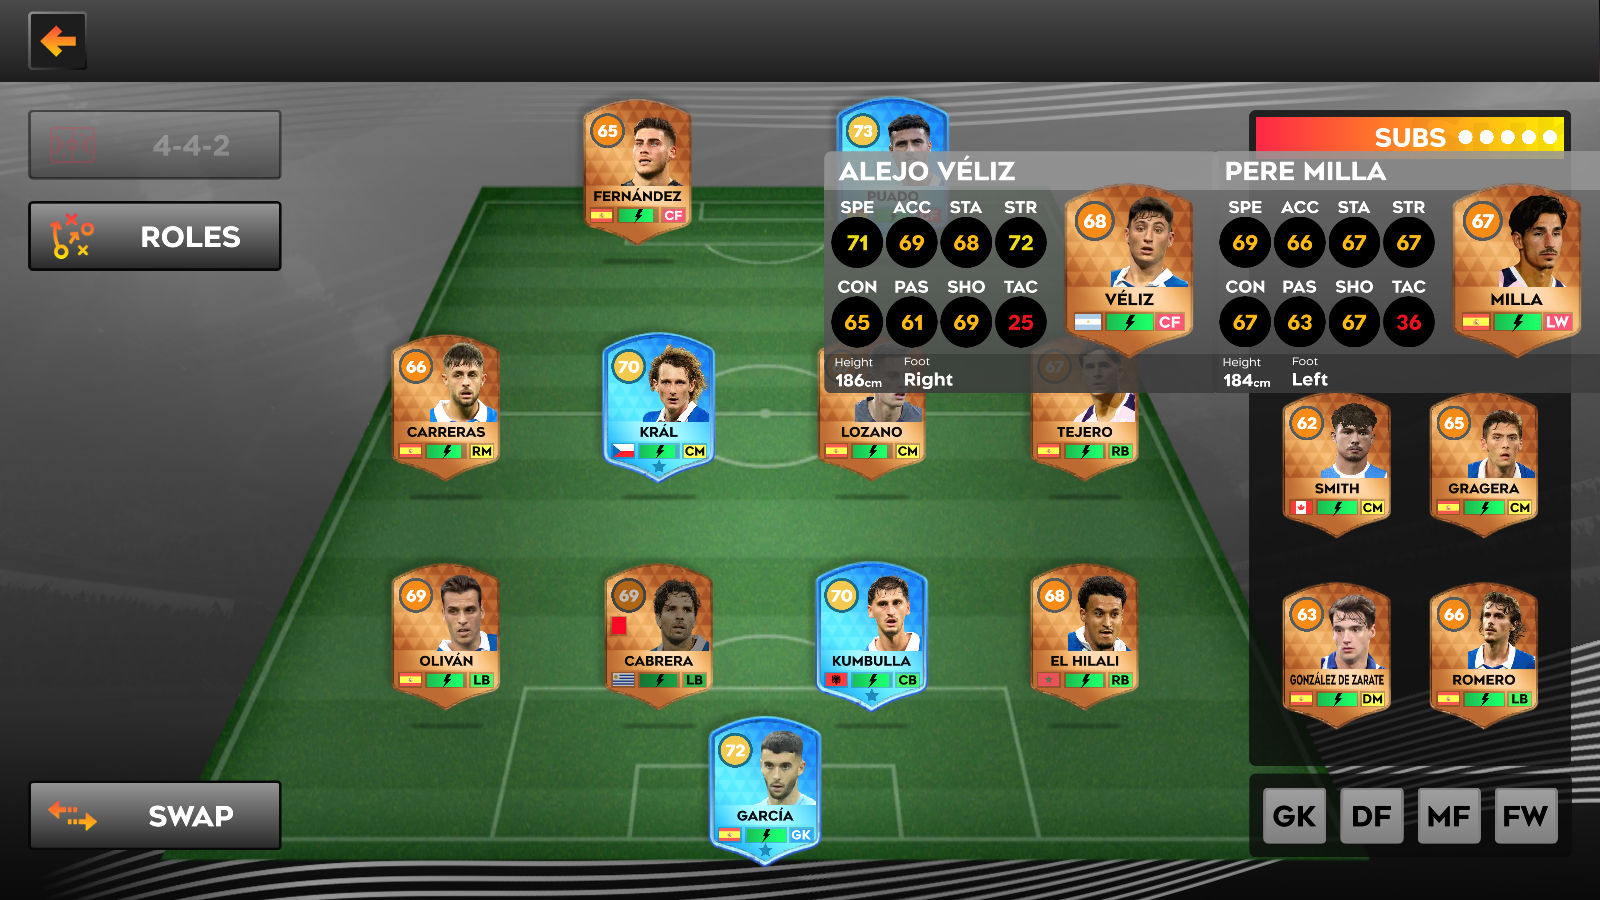 4-4-2
ROLES
SWAP
65
FERNÁNDEZ
CF
73
PUADO
SUBS
ALEJO VÉLIZ
SPE ACC STA STR
71 69 68 72
CON PAS SHO TAC
65 61 69 25
Height Foot
186cm Right
68
VÉLIZ
CF
PERE MILLA
SPE ACC STA STR
69 66 67 67
CON PAS SHO TAC
67 63 67 36
Height Foot
184cm Left
67
MILLA
LW
66
CARRERAS
RM
70
KRÁL
CM
LOZANO
CM
67
TEJERO
RB
62
SMITH
CM
65
GRAGERA
CM
69
OLIVÁN
LB
69
CABRERA
LB
70
KUMBULLA
CB
68
EL HILALI
RB
63
GONZÁLEZ DE ZARATE
DM
66
ROMERO
LB
72
GARCÍA
GK
GK DF MF FW